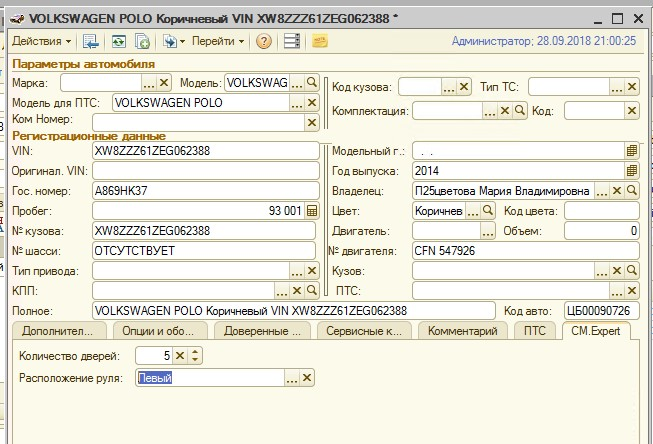 VOLKSWAGEN POLO Коричневый VIN XW8ZZZ61ZEG062388 *
Действия Перейти Администратор; 28.09.2018 21:00:25
Параметры автомобиля
Марка: Модель: VOLKSWAG Код кузова: Тип ТС:
Модель для ПТС: VOLKSWAGEN POLO Комплектация: Код:
Ком Номер:
Регистрационные данные
VIN: XW8ZZZ61ZEG062388 Модельный г.: . .
Оригинал. VIN: Год выпуска: 2014
Гос. номер: А869НК37 Владелец: П25цветова Мария Владимировна
Пробег: 93 001 Цвет: Коричнев Код цвета:
№ кузова: XW8ZZZ61ZEG062388 Двигатель: Объем: 0
№ шасси: ОТСУТСТВУЕТ № двигателя: CFN 547926
Тип привода: Кузов:
КПП: ПТС:
Полное: VOLKSWAGEN POLO Коричневый VIN XW8ZZZ61ZEG062388 Код авто: ЦБ00090726
Дополнител... Опции и обо... Доверенные ... Сервисные к... Комментарий ПТС CM.Expert
Количество дверей: 5
Расположение руля: Левый